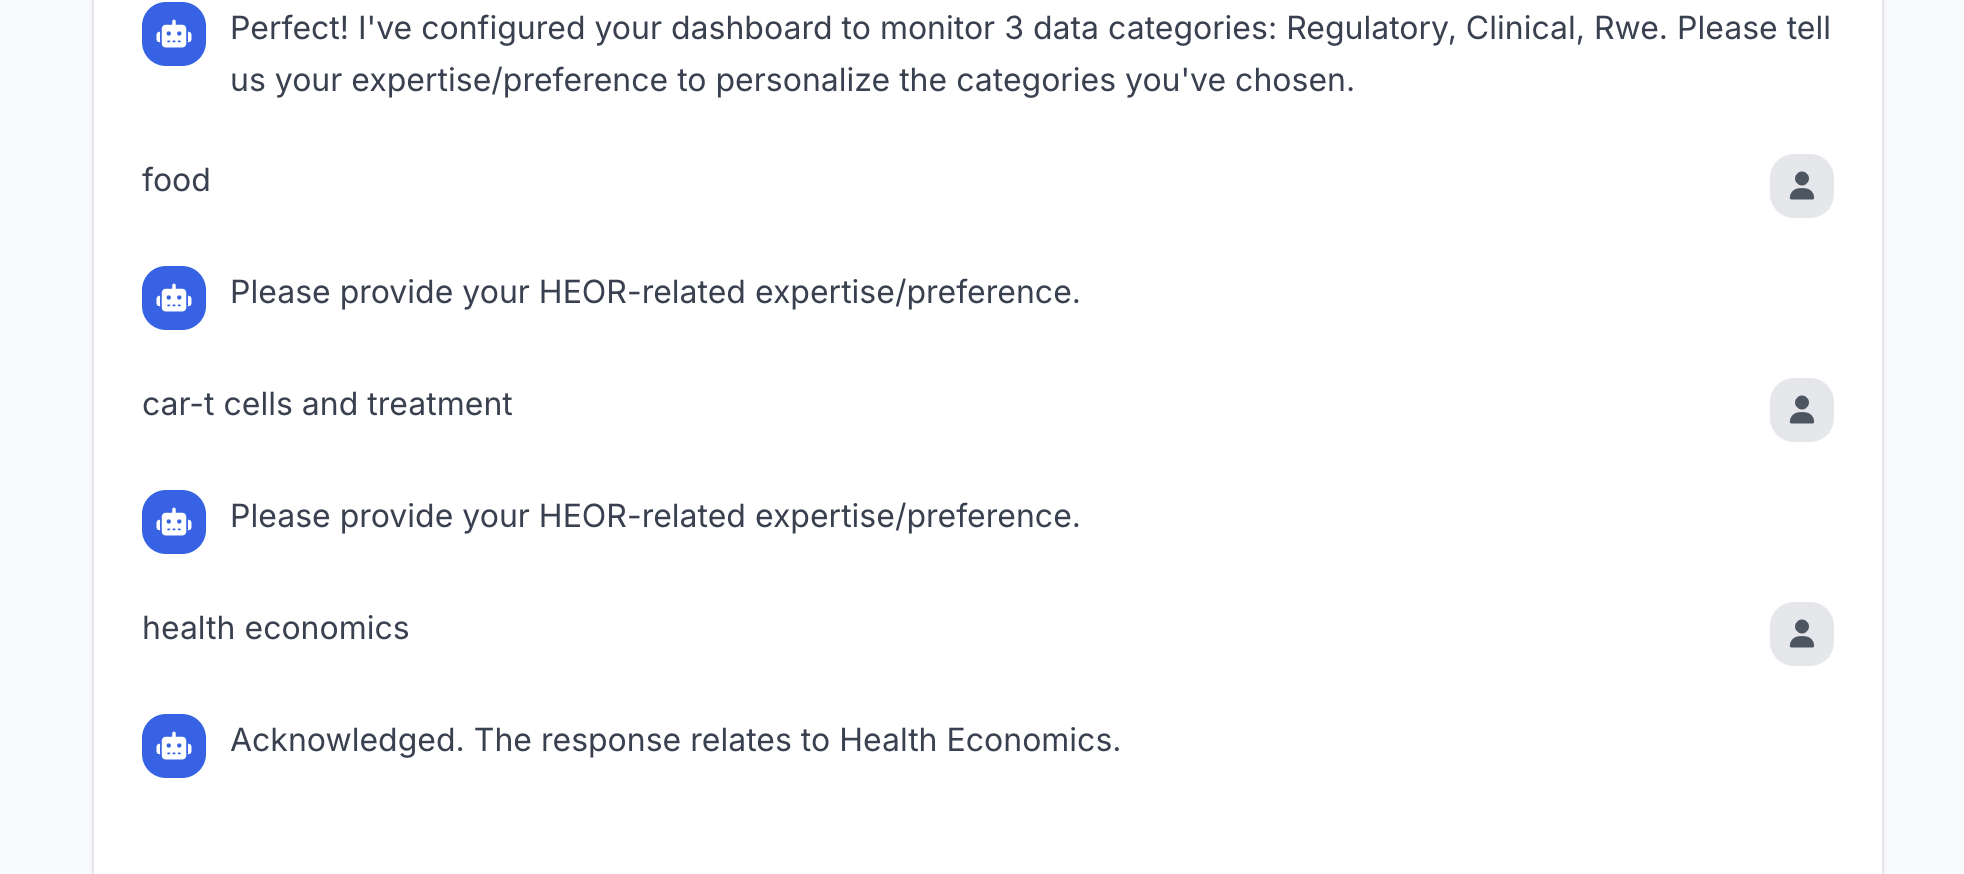 Perfect! I've configured your dashboard to monitor 3 data categories: Regulatory, Clinical, Rwe. Please tell
us your expertise/preference to personalize the categories you've chosen.
food
Please provide your HEOR-related expertise/preference.
car-t cells and treatment
Please provide your HEOR-related expertise/preference.
health economics
Acknowledged. The response relates to Health Economics.